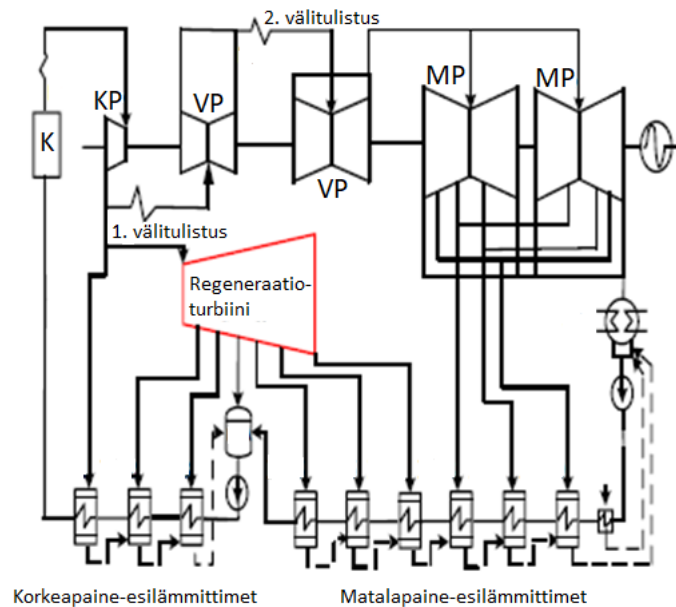 2. välitulistus
KP
VP
MP
MP
K
VP
1. välitulistus
Regeneraatio-
turbiini
Korkeapaine-esilämmittimet
Matalapaine-esilämmittimet